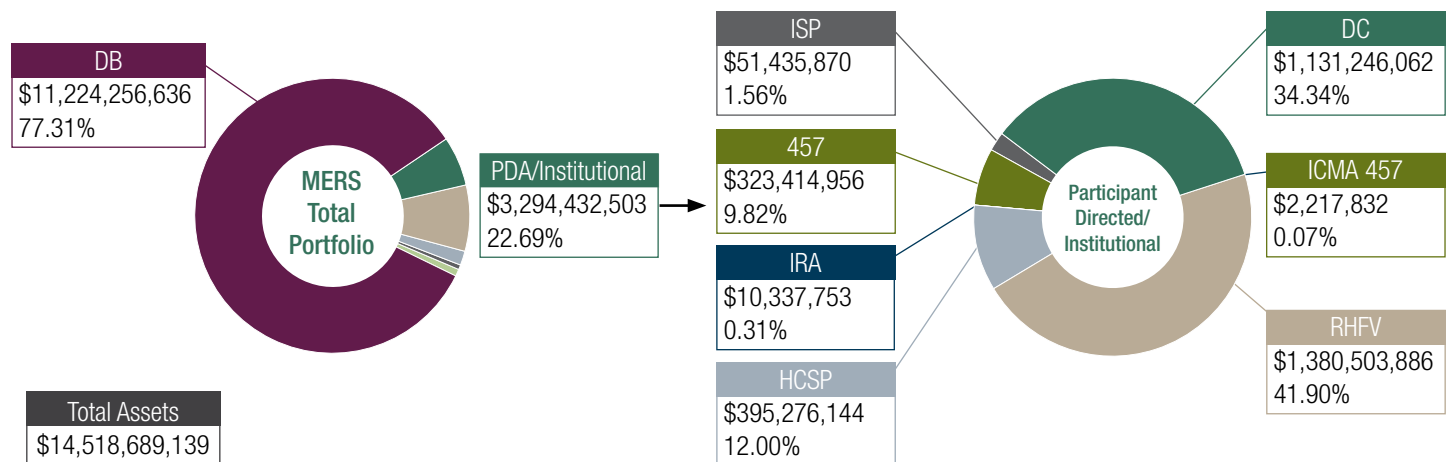 DB
$11,224,256,636
77.31%
MERS
Total
Portfolio
PDA/Institutional
$3,294,432,503
22.69%
Total Assets
$14,518,689,139
ISP
$51,435,870
1.56%
457
$323,414,956
9.82%
IRA
$10,337,753
0.31%
HCSP
$395,276,144
12.00%
Participant
Directed/
Institutional
DC
$1,131,246,062
34.34%
ICMA 457
$2,217,832
0.07%
RHFV
$1,380,503,886
41.90%